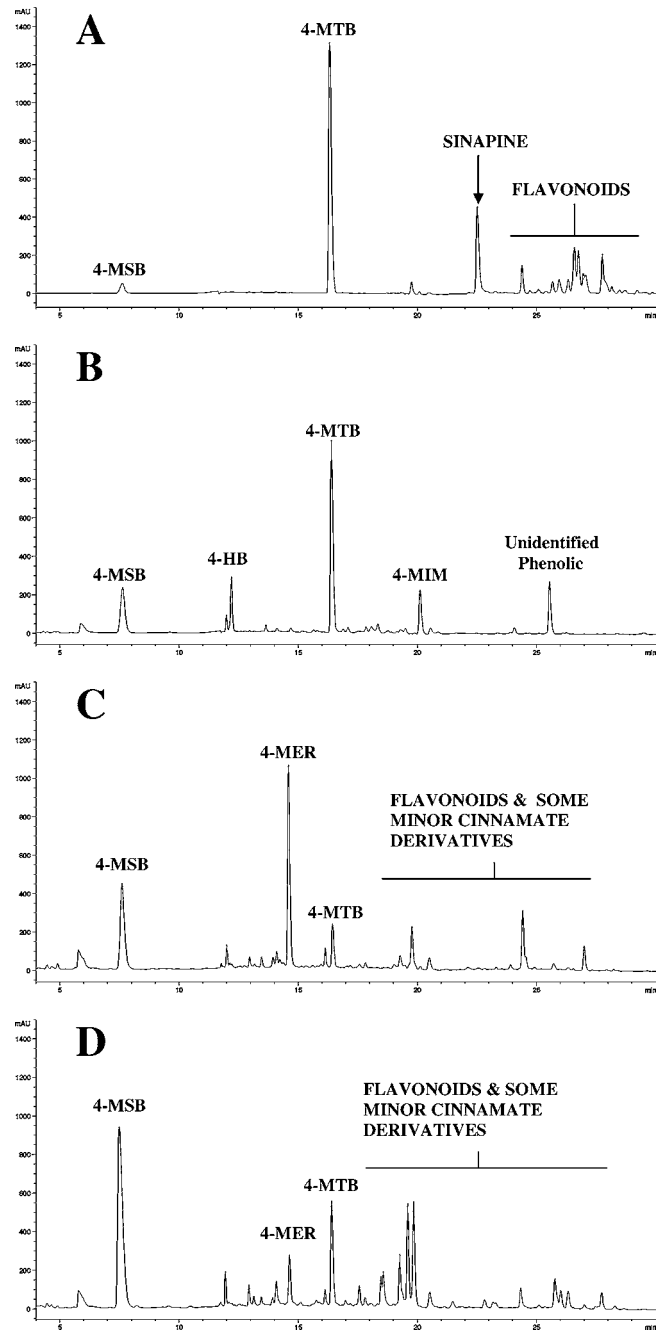 mAU
A
4-MTB
1400
1200
1000
800
SINAPINE
600
FLAVONOIDS
400
4-MSB
200
0
5 10 15 20 25 min
mAU
B
1400
1200
4-MTB
1000
800
600
4-HB
Unidentified
Phenolic
4-MSB
4-MIM
400
200
0
5 10 15 20 25 min
mAU
C
1400
4-MER
1200
FLAVONOIDS & SOME
MINOR CINNAMATE
DERIVATIVES
1000
800
4-MSB
600
4-MTB
400
200
0
5 10 15 20 25 min
mAU
D
1400
FLAVONOIDS & SOME
MINOR CINNAMATE
DERIVATIVES
4-MSB
1200
1000
800
4-MTB
600
4-MER
400
200
0
5 10 15 20 25 min